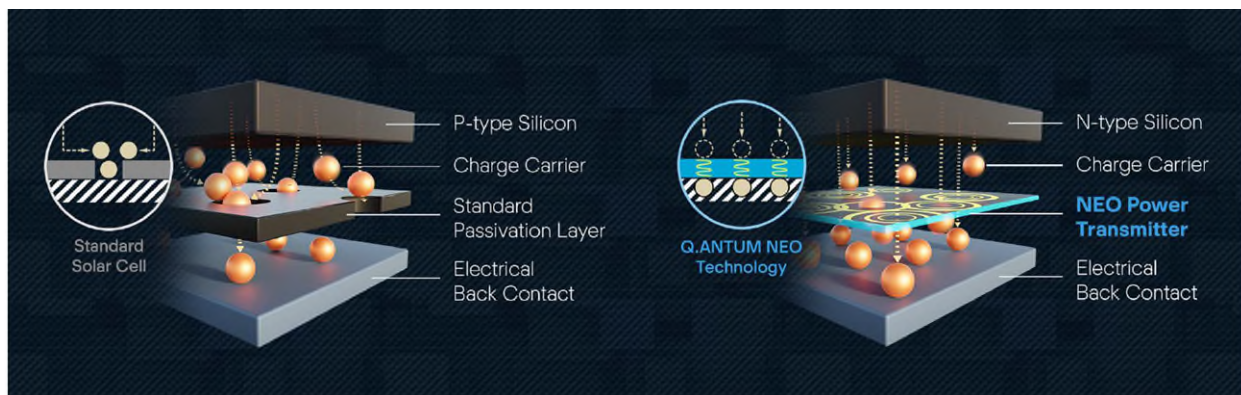 P-type Silicon
Charge Carrier
Standard
Passivation Layer
Electrical
Back Contact
Standard
Solar Cell
N-type Silicon
Charge Carrier
NEO Power
Transmitter
Electrical
Back Contact
Q.ANTUM NEO
Technology